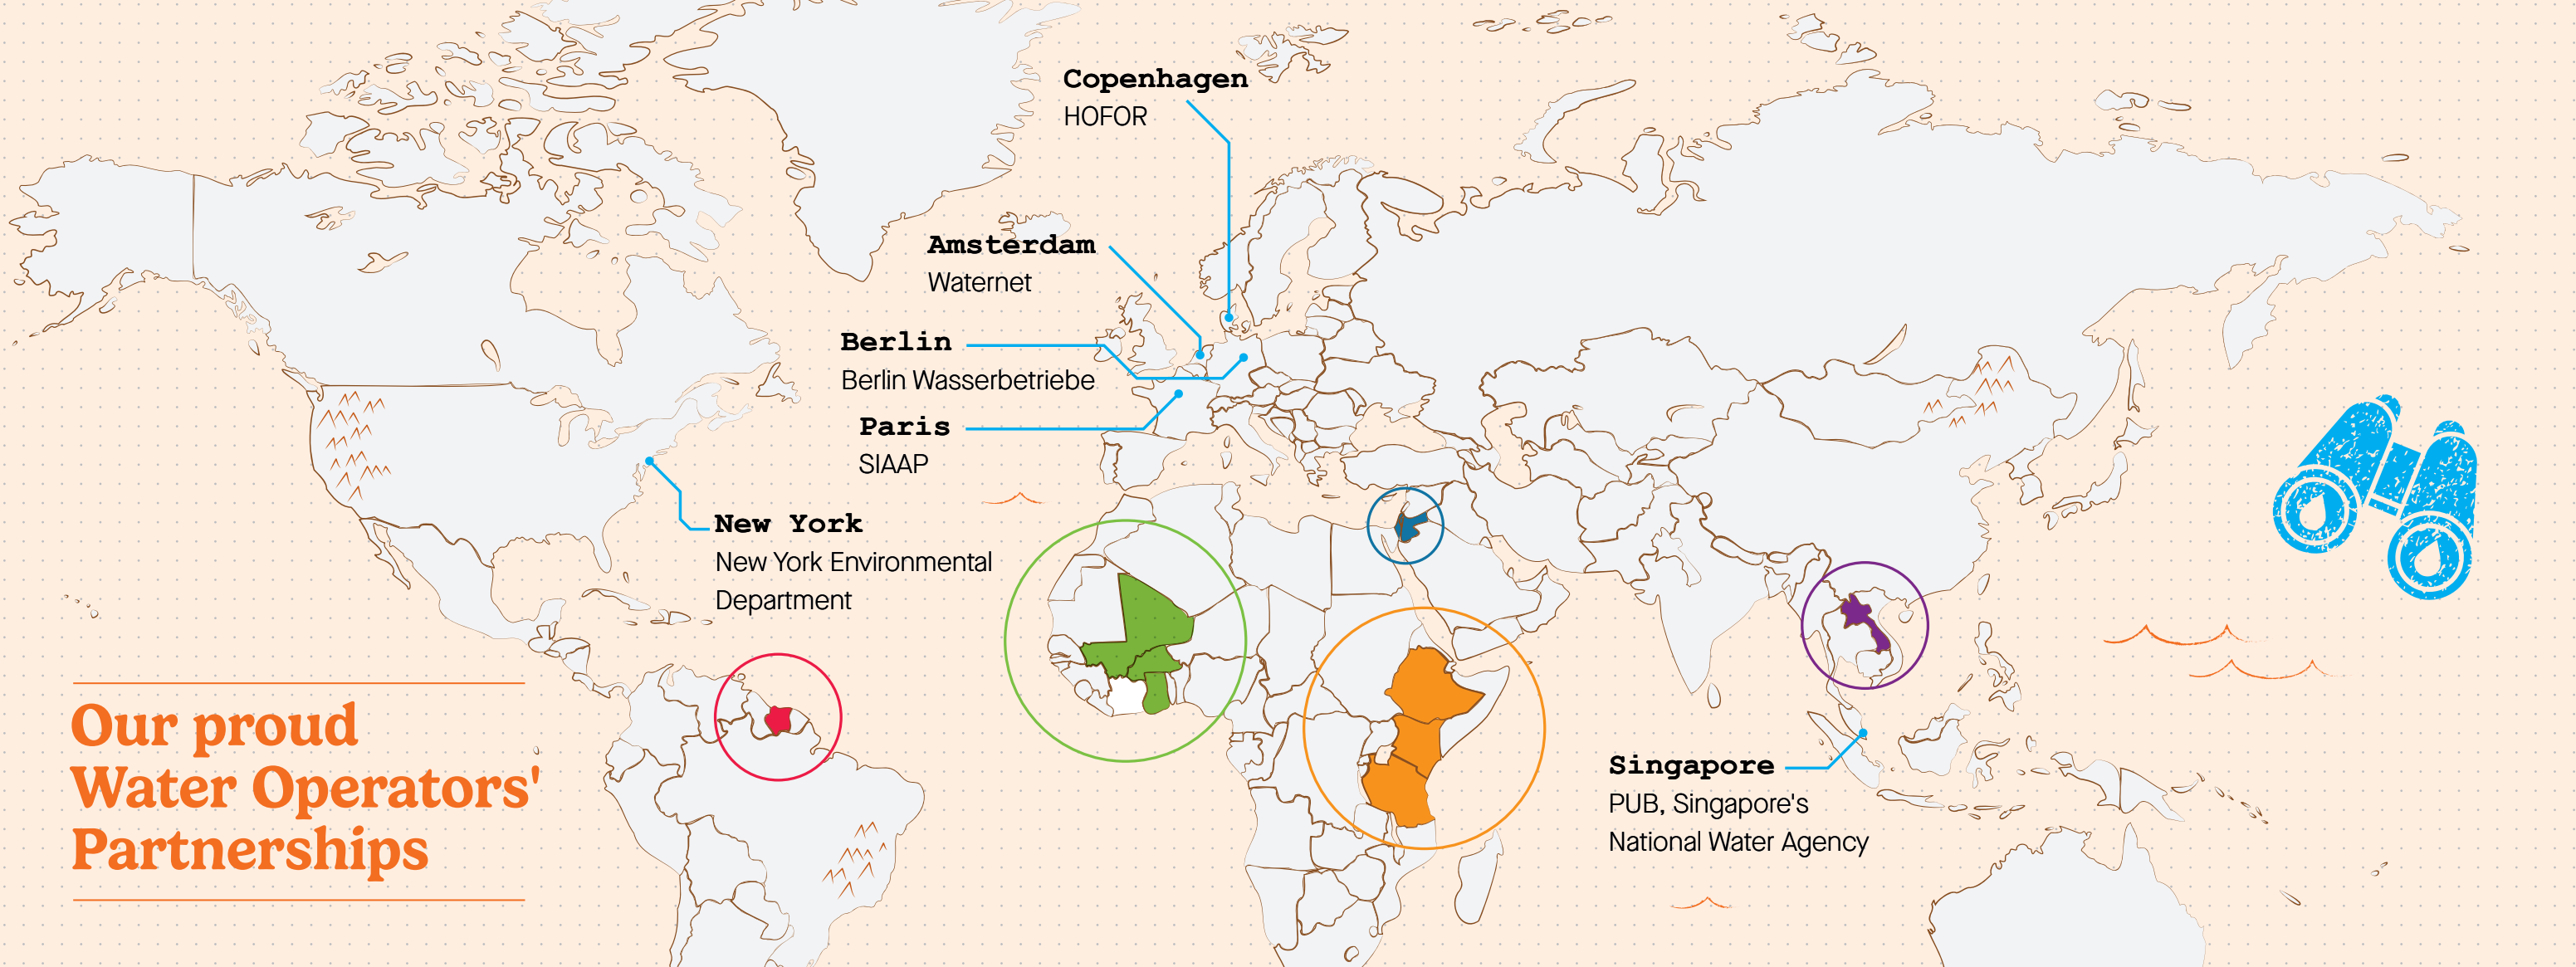 Copenhagen
HOFOR
Amsterdam
Waternet
Berlin
Berlin Wasserbetriebe
Paris
SIAAP
New York
New York Environmental
Department
Our proud
Water Operators'
Partnerships
Singapore
PUB, Singapore's
National Water Agency